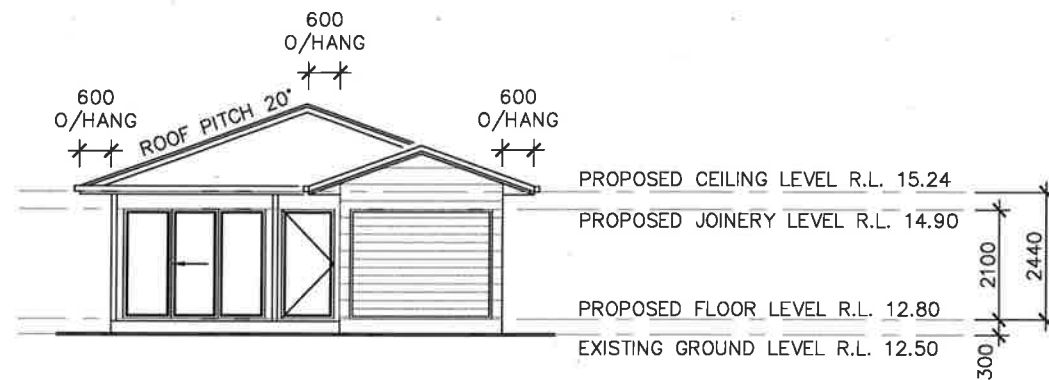 600
O/HANG
600
O/HANG
ROOF PITCH 20°
600
O/HANG
PROPOSED CEILING LEVEL R.L. 15.24
PROPOSED JOINERY LEVEL R.L. 14.90
2100
2440
PROPOSED FLOOR LEVEL R.L. 12.80
EXISTING GROUND LEVEL R.L. 12.50
300